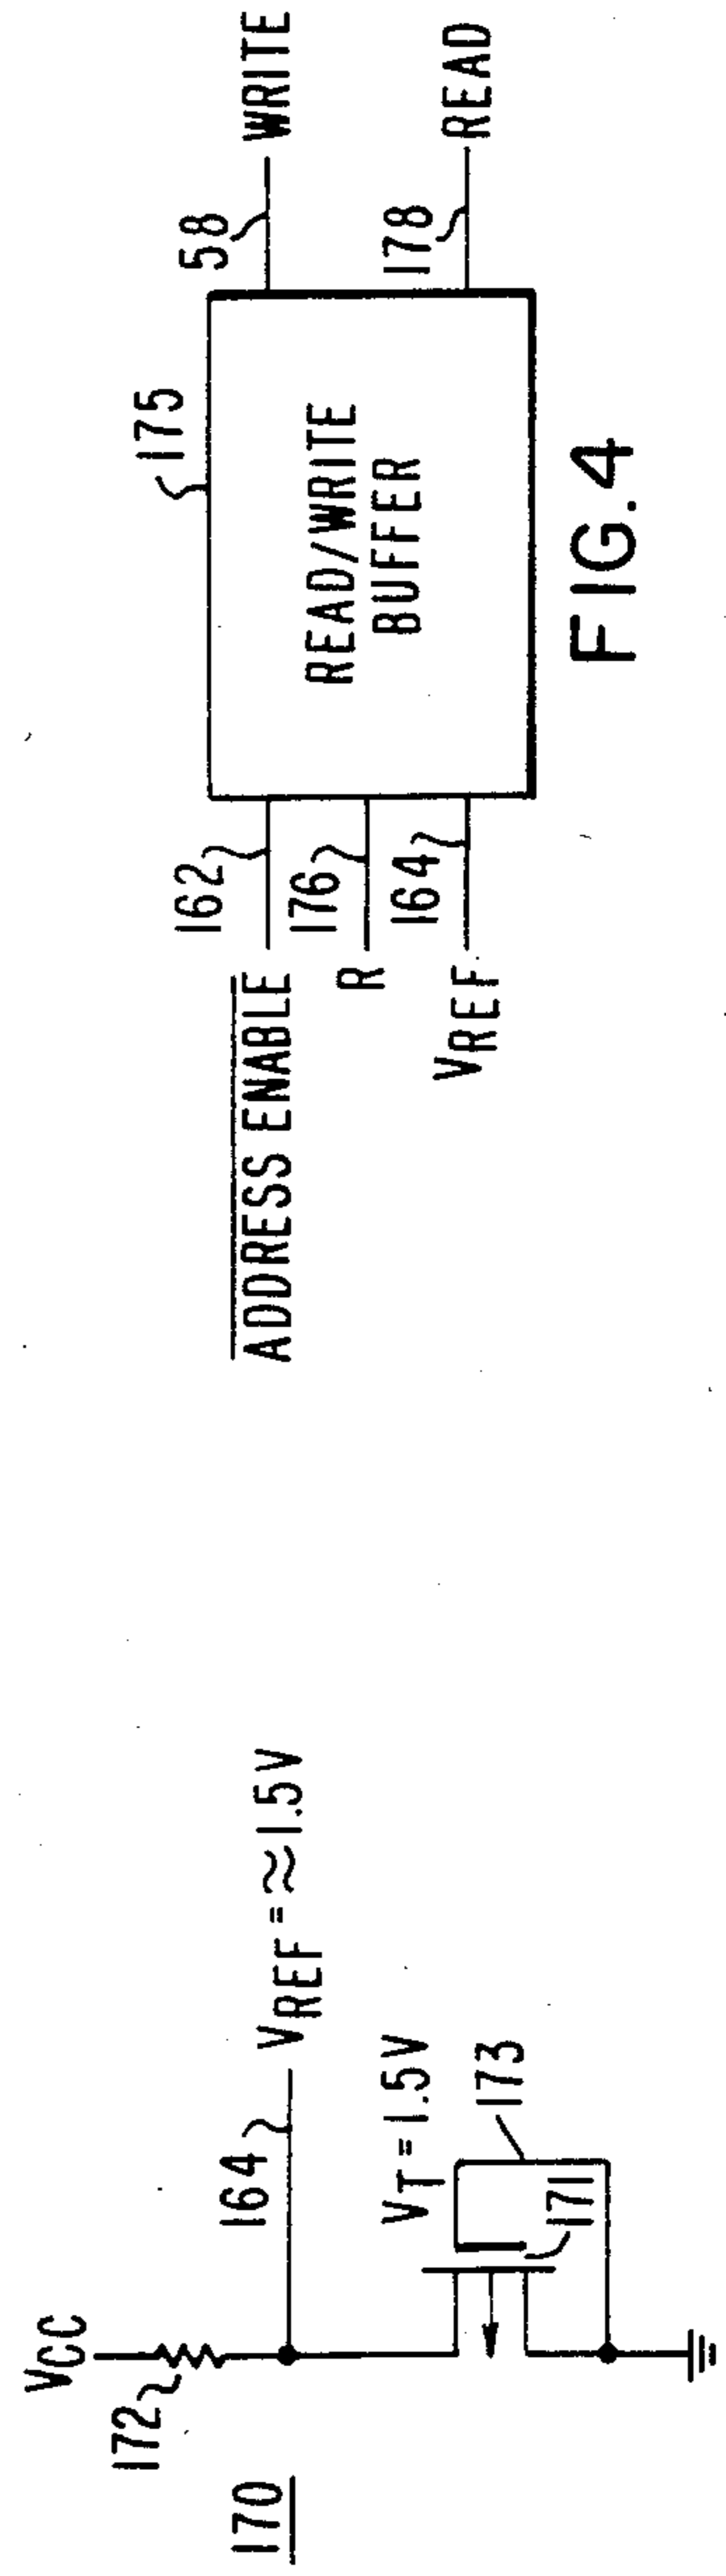 170
172
VCC
164
VREF = ≈1.5V
VT = 1.5V
171
173
ADDRESS ENABLE
162
R
176
VREF
164
175
READ/WRITE
BUFFER
58
WRITE
178
READ
FIG. 4